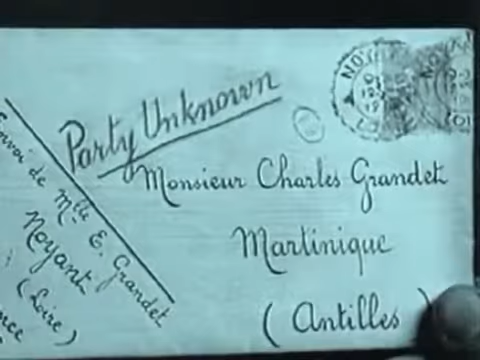 Party Unknown
Monsieur Charles Grandet
Martinique
(Antilles)
Envoi de Mlle E. Grandet
Noyant
(Loire)